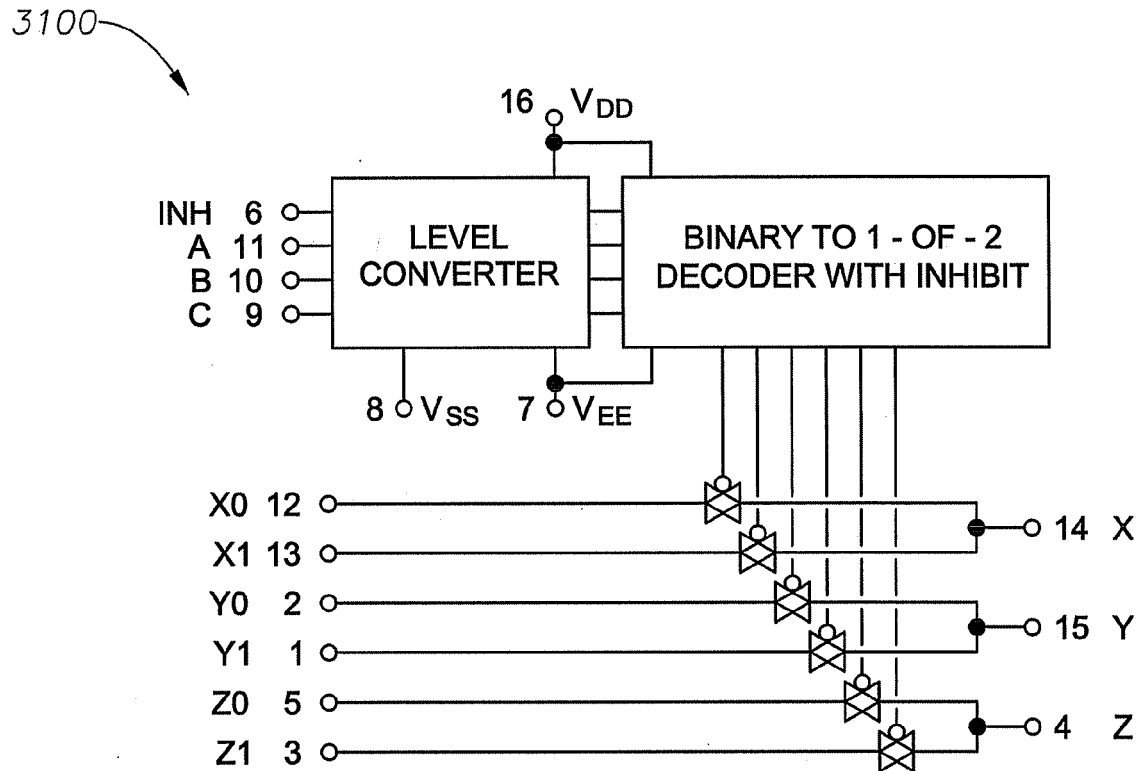 3100
16 VDD
INH 6
A 11
B 10
C 9
LEVEL
CONVERTER
BINARY TO 1 - OF - 2
DECODER WITH INHIBIT
8 VSS
7 VEE
X0 12
X1 13
14 X
Y0 2
Y1 1
15 Y
Z0 5
Z1 3
4 Z